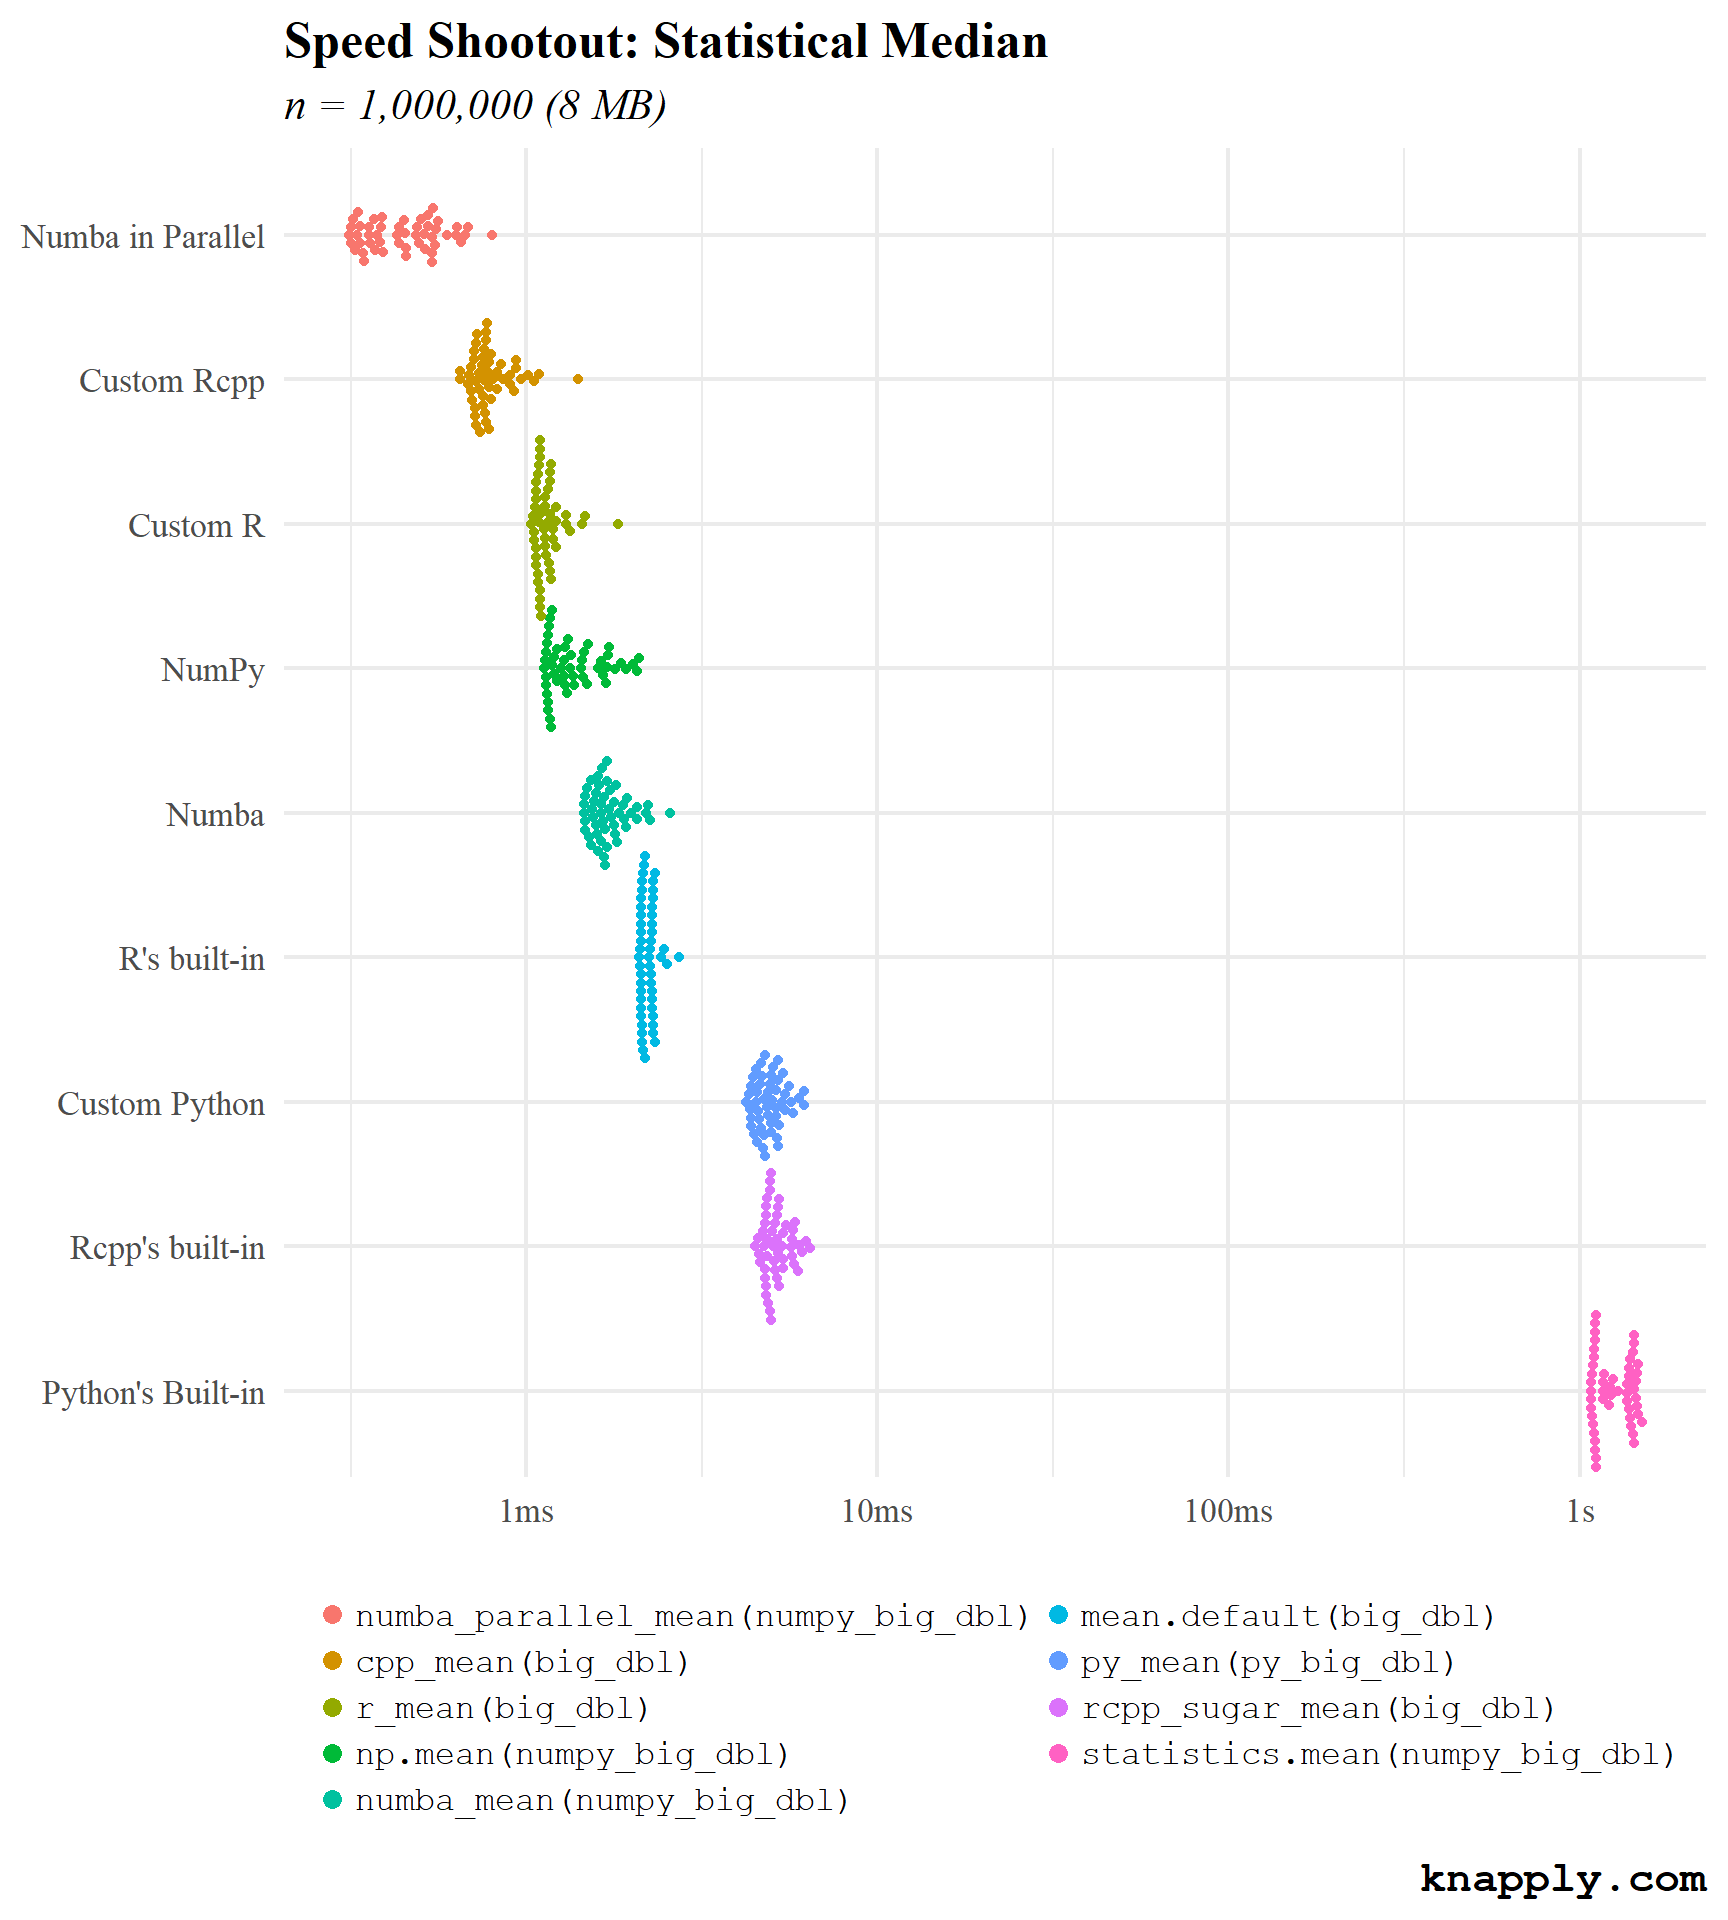 Speed Shootout: Statistical Median
n = 1,000,000 (8 MB)
Numba in Parallel
Custom Rcpp
Custom R
NumPy
Numba
R's built-in
Custom Python
Rcpp's built-in
Python's Built-in
1ms 10ms 100ms 1s
numba_parallel_mean(numpy_big_dbl)
cpp_mean(big_dbl)
r_mean(big_dbl)
np.mean(numpy_big_dbl)
numba_mean(numpy_big_dbl)
mean.default(big_dbl)
py_mean(py_big_dbl)
rcpp_sugar_mean(big_dbl)
statistics.mean(numpy_big_dbl)
knapply.com